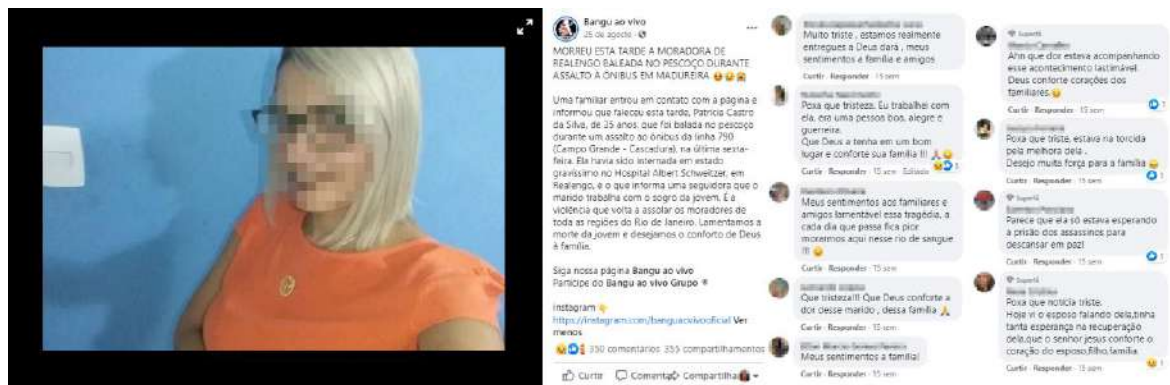 Bangu ao vivo
25 de agosto
MORREU ESTA TARDE A MORADORA DE
REALENGO BALEADA NO PESCOÇO DURANTE
ASSALTO A ÔNIBUS EM MADUREIRA
Uma familiar entrou em contato com a página e
informou que faleceu esta tarde, Patricia Castro
da Silva, de 35 anos, que foi balada no pescoço
durante um assalto ao ônibus da linha 790
(Campo Grande - Cascadura), na última sexta-
feira. Ela havia sido internada em estado
gravíssimo no Hospital Albert Schweitzer, em
Realengo, é o que informa uma seguidora que o
marido trabalha com o sogro da jovem. É a
violência que volta a assolar os moradores de
toda as regiões do Rio de Janeiro. Lamentamos a
morte da jovem e desejamos o conforto de Deus
à família.
Siga nossa página Bangu ao vivo
Participe do Bangu ao vivo Grupo
Instagram
https://instagram.com/banguaovivooficial Ver
menos
350 comentários 355 compartilhamentos
Curtir Comentar Compartilhar
Muito triste , estamos realmente
entregues a Deus dará , meus
sentimentos a família e amigos
Curtir Responder 15 sem
Poxa que tristeza. Eu trabalhei com
ela, era uma pessoa boa, alegre e
guerreira.
Que Deus a tenha em um bom
lugar e conforte sua família !!!
Curtir Responder 15 sem Editado
Meus sentimentos aos familiares e
amigos lamentável essa tragédia, a
cada dia que passa fica pior
morarmos aqui nesse rio de sangue
!!!
Curtir Responder 15 sem
Que tristeza!!! Que Deus conforte a
dor desse marido , dessa família
Curtir Responder 15 sem
Meus sentimentos a família!
Curtir Responder 15 sem
Superfã
Ahn que dor estava acompanhando
esse acontecimento lastimável.
Deus conforte corações dos
familiares.
Curtir Responder 15 sem 1
Poxa que triste, estava na torcida
pela melhora dela .
Desejo muita força para a família
Curtir Responder 15 sem 1
Superfã
Parece que ela só estava esperando
a prisão dos assassinos para
descansar em paz!
Curtir Responder 15 sem 1
Superfã
Poxa que notícia triste.
Hoje vi o esposo falando dela,tinha
tanta esperança na recuperação
dela,que o senhor jesus conforte o
coração do esposo,filho,família.
Curtir Responder 15 sem 1